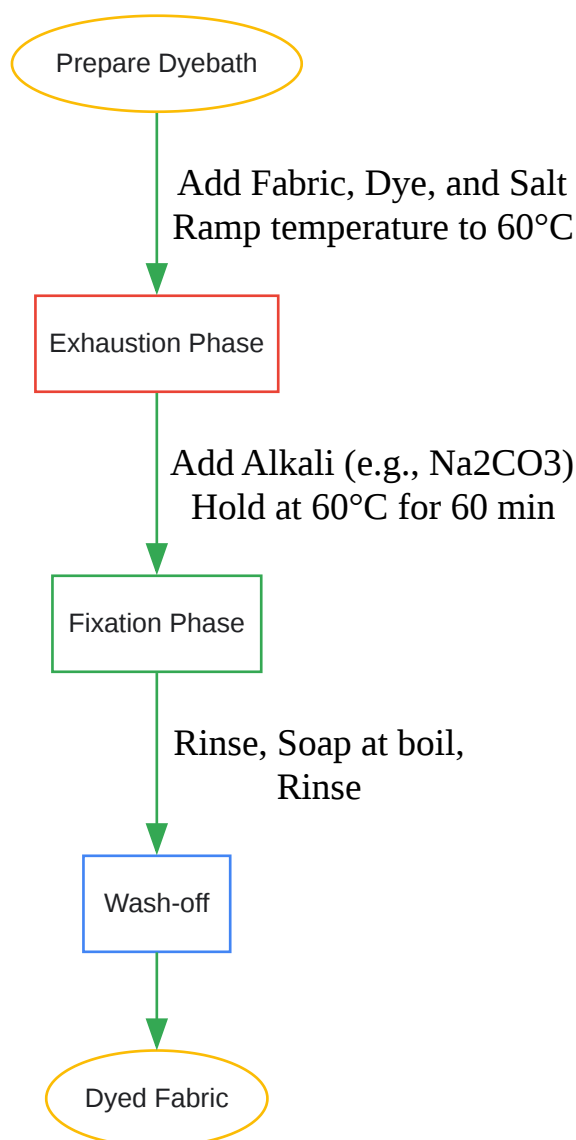 Prepare Dyebath
Add Fabric, Dye, and Salt
Ramp temperature to 60°C
Exhaustion Phase
Add Alkali (e.g., Na2CO3)
Hold at 60°C for 60 min
Fixation Phase
Rinse, Soap at boil,
Rinse
Wash-off
Dyed Fabric